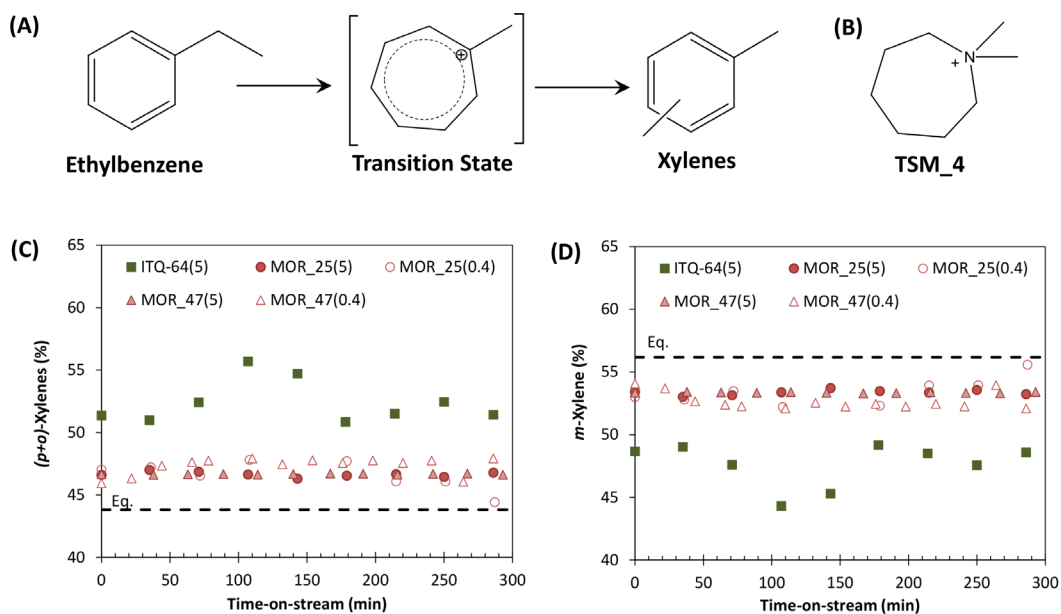 (A)
(B)
Ethylbenzene
Transition State
Xylenes
N
+
TSM_4
(C)
65
60
55
50
45
40
(p+o)-Xylenes (%)
ITQ-64(5)
MOR_25(5)
MOR_25(0.4)
MOR_47(5)
MOR_47(0.4)
Eq.
0
50
100
150
200
250
300
Time-on-stream (min)
(D)
65
60
55
50
45
40
m-Xylene (%)
ITQ-64(5)
MOR_25(5)
MOR_25(0.4)
MOR_47(5)
MOR_47(0.4)
Eq.
0
50
100
150
200
250
300
Time-on-stream (min)